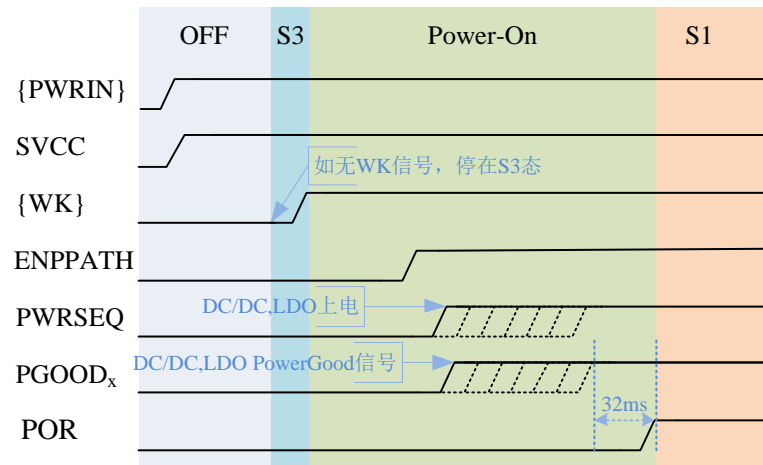 OFF S3 Power-On S1
{PWRIN}
SVCC
如无WK信号，停在S3态
{WK}
ENPPATH
DC/DC,LDO上电
PWRSEQ
DC/DC,LDO PowerGood信号
PGOODx
32ms
POR